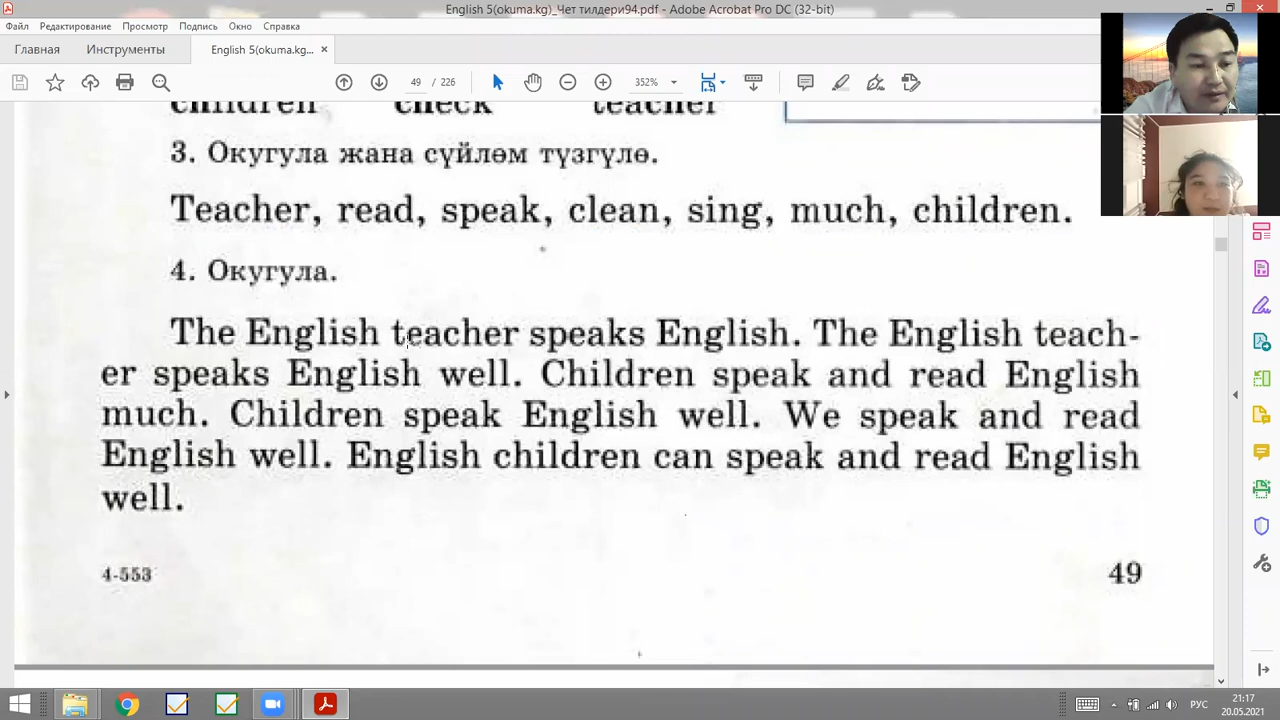 English 5(okuma.kg)_Чет тилдери94.pdf - Adobe Acrobat Pro DC (32-bit)
Файл Редактирование Просмотр Подпись Окно Справка
Главная Инструменты English 5(okuma.kg... ×
49 / 226 352%
children check teacher
3. Окугула жана сүйлөм түзгүлө.
Teacher, read, speak, clean, sing, much, children.
4. Окугула.
The English teacher speaks English. The English teach-
er speaks English well. Children speak and read English
much. Children speak English well. We speak and read
English well. English children can speak and read English
well.
4-553 49
РУС 21:17
20.05.2021